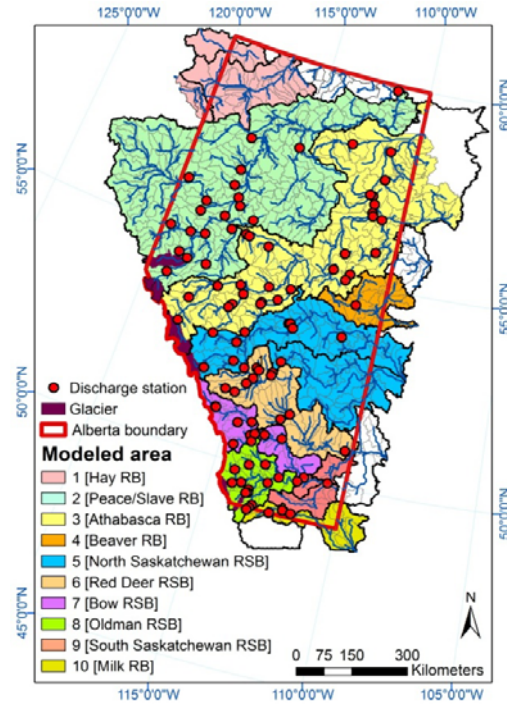 120°0'0"W 115°0'0"W 110°0'0"W
60°0'0"N
55°0'0"N
55°0'0"N
50°0'0"N
50°0'0"N
45°0'0"N
Discharge station
Glacier
Alberta boundary
Modeled area
1 [Hay RB]
2 [Peace/Slave RB]
3 [Athabasca RB]
4 [Beaver RB]
5 [North Saskatchewan RSB]
6 [Red Deer RSB]
7 [Bow RSB]
8 [Oldman RSB]
9 [South Saskatchewan RSB]
10 [Milk RB]
N
0 75 150 300
Kilometers
115°0'0"W 110°0'0"W 105°0'0"W